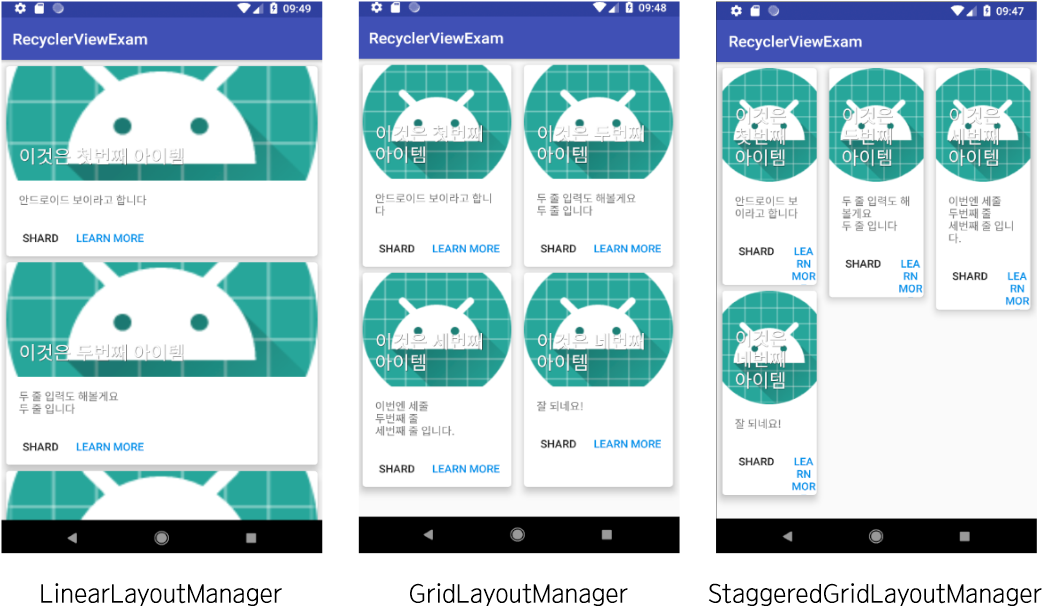 09:49
RecyclerViewExam
이것은 첫번째 아이템
안드로이드 보이라고 합니다
SHARD LEARN MORE
이것은 두번째 아이템
두 줄 입력도 해볼게요
두 줄 입니다
SHARD LEARN MORE
LinearLayoutManager
09:48
RecyclerViewExam
이것은 첫번째
아이템
안드로이드 보이라고 합니
다
SHARD LEARN MORE
이것은 두번째
아이템
두 줄 입력도 해볼게요
두 줄 입니다
SHARD LEARN MORE
이것은 세번째
아이템
이번엔 세줄
두번째 줄
세번째 줄 입니다.
SHARD LEARN MORE
이것은 네번째
아이템
잘 되네요!
SHARD LEARN MORE
GridLayoutManager
09:47
RecyclerViewExam
이것은
첫번째
아이템
안드로이드 보
이라고 합니다
SHARD LEA
RN
MOR
이것은
두번째
아이템
두 줄 입력도 해
볼게요
두 줄 입니다
SHARD LEA
RN
MOR
이것은
세번째
아이템
이번엔 세줄
두번째 줄
세번째 줄 입니
다.
SHARD LEA
RN
MOR
이것은
네번째
아이템
잘 되네요!
SHARD LEA
RN
MOR
StaggeredGridLayoutManager